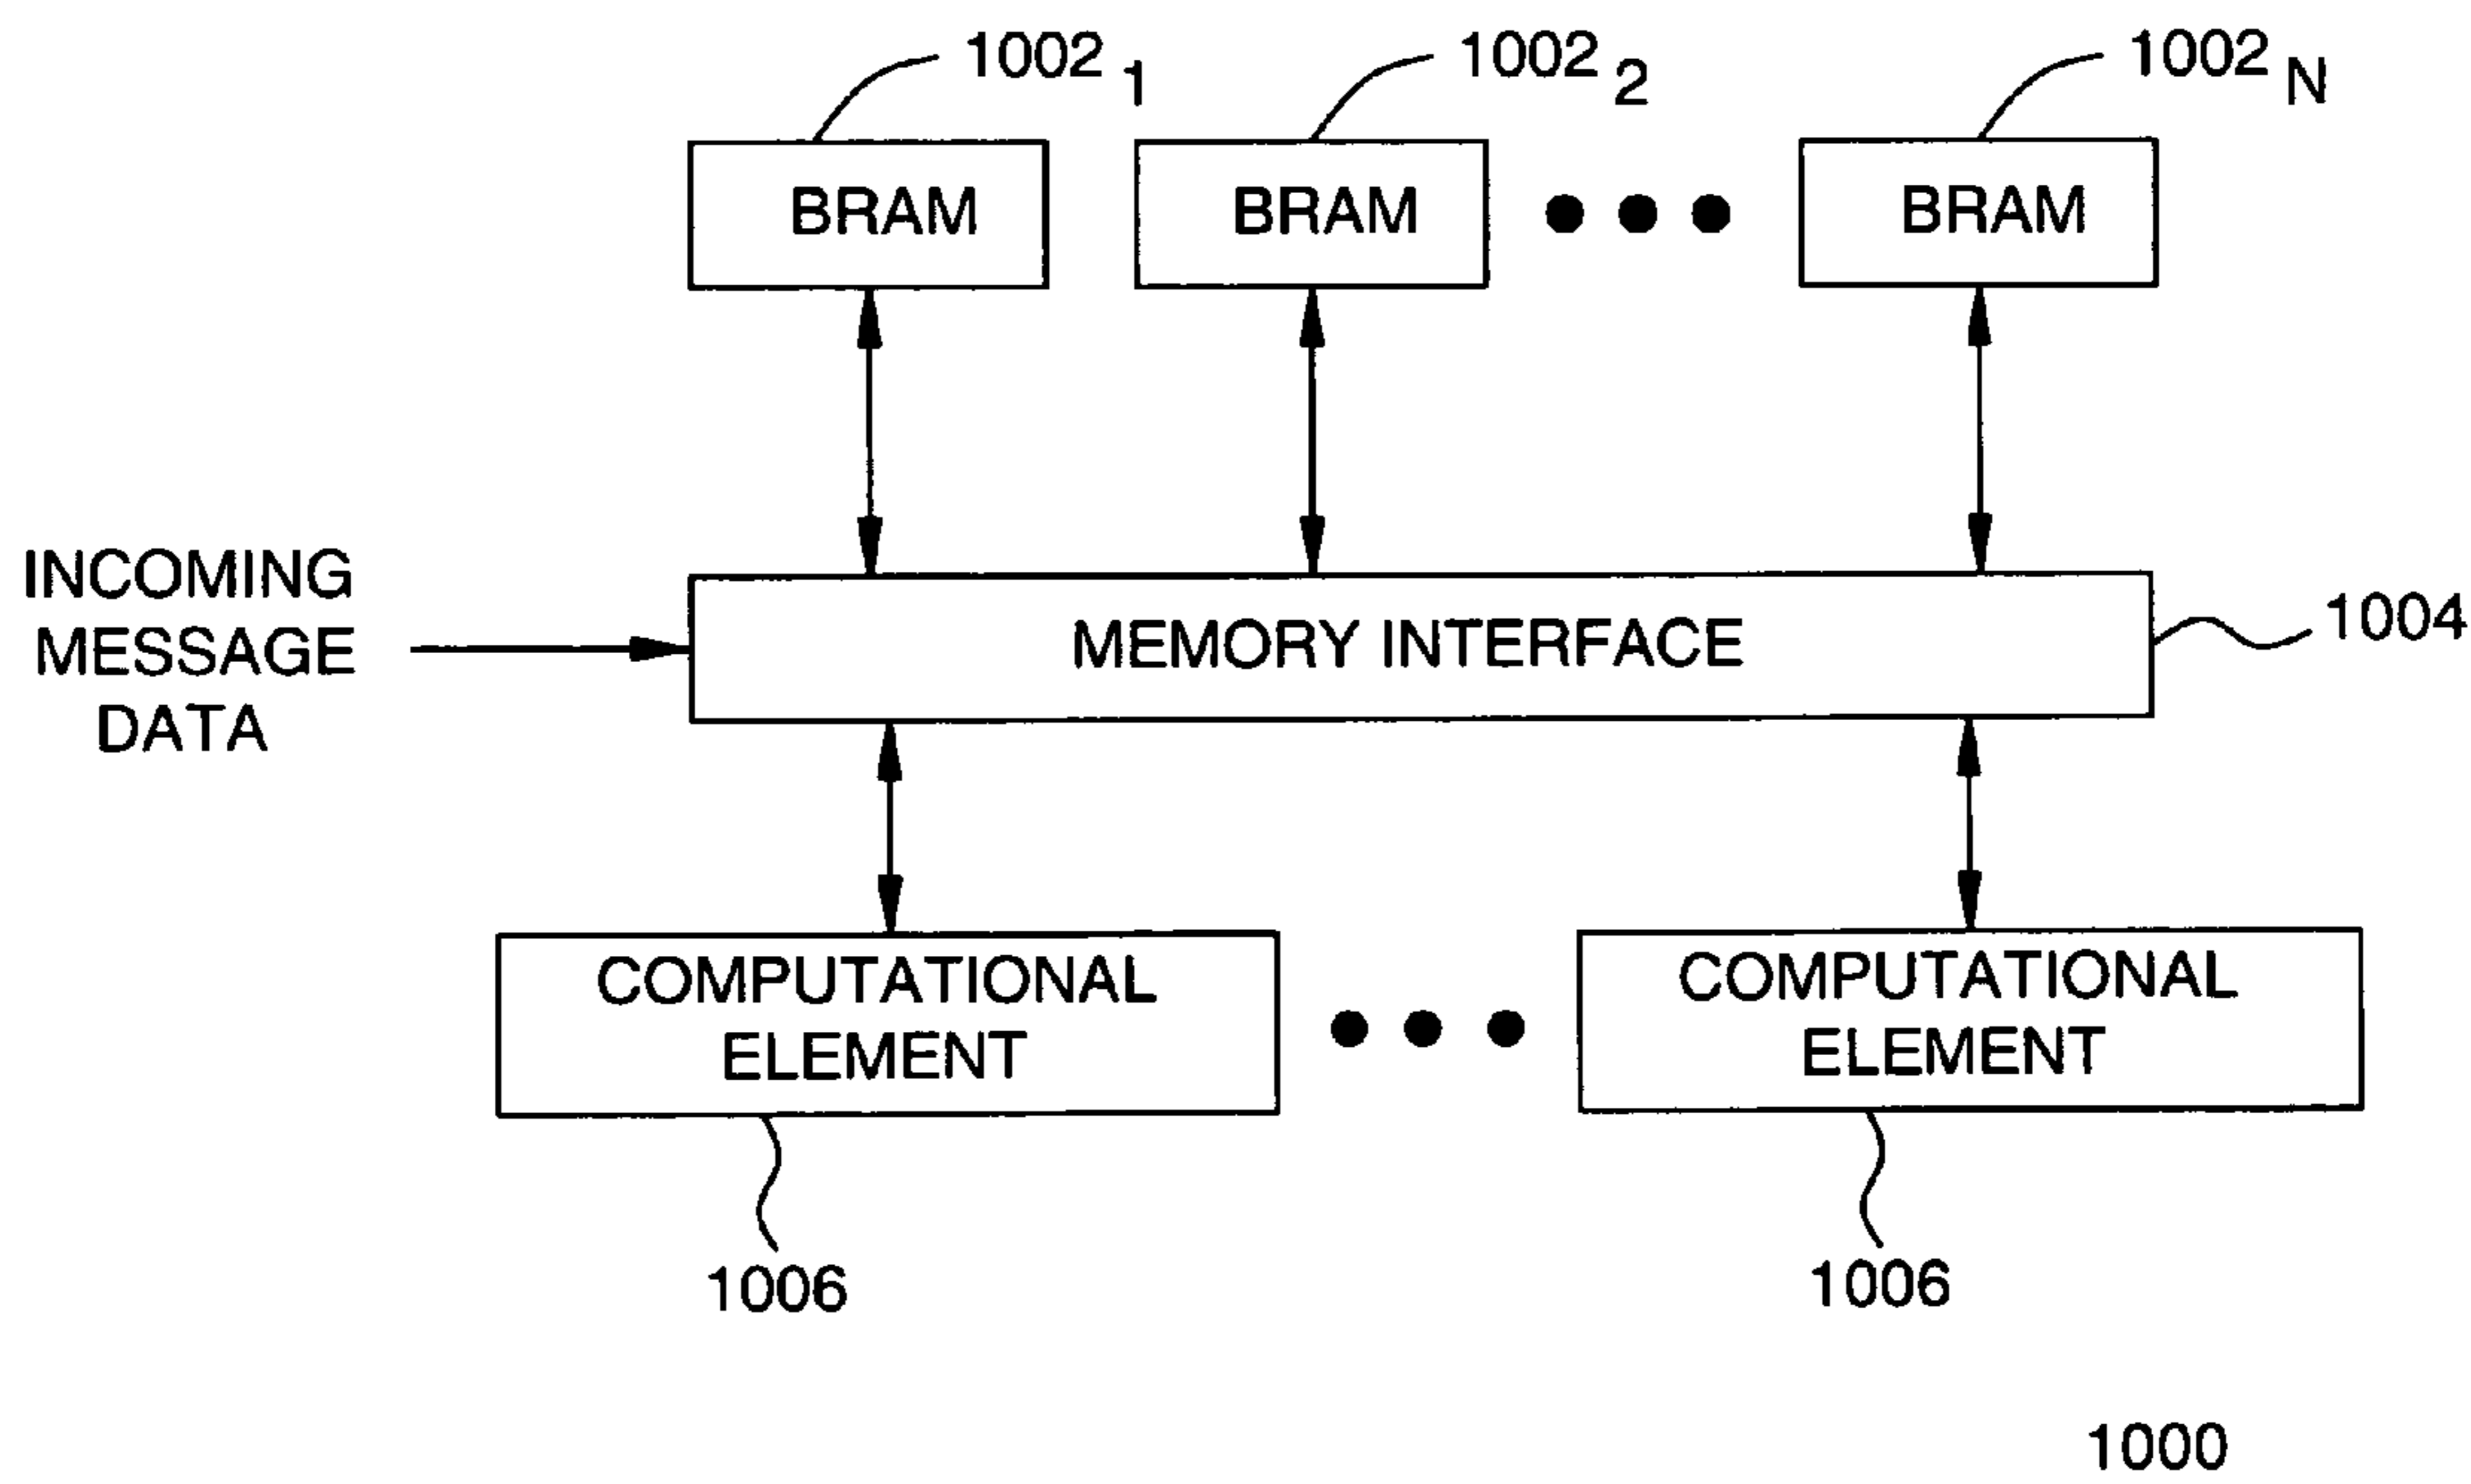 1002 1
1002 2
1002 N
BRAM
BRAM
BRAM
INCOMING
MESSAGE
DATA
MEMORY INTERFACE
1004
COMPUTATIONAL
ELEMENT
COMPUTATIONAL
ELEMENT
1006
1006
1000